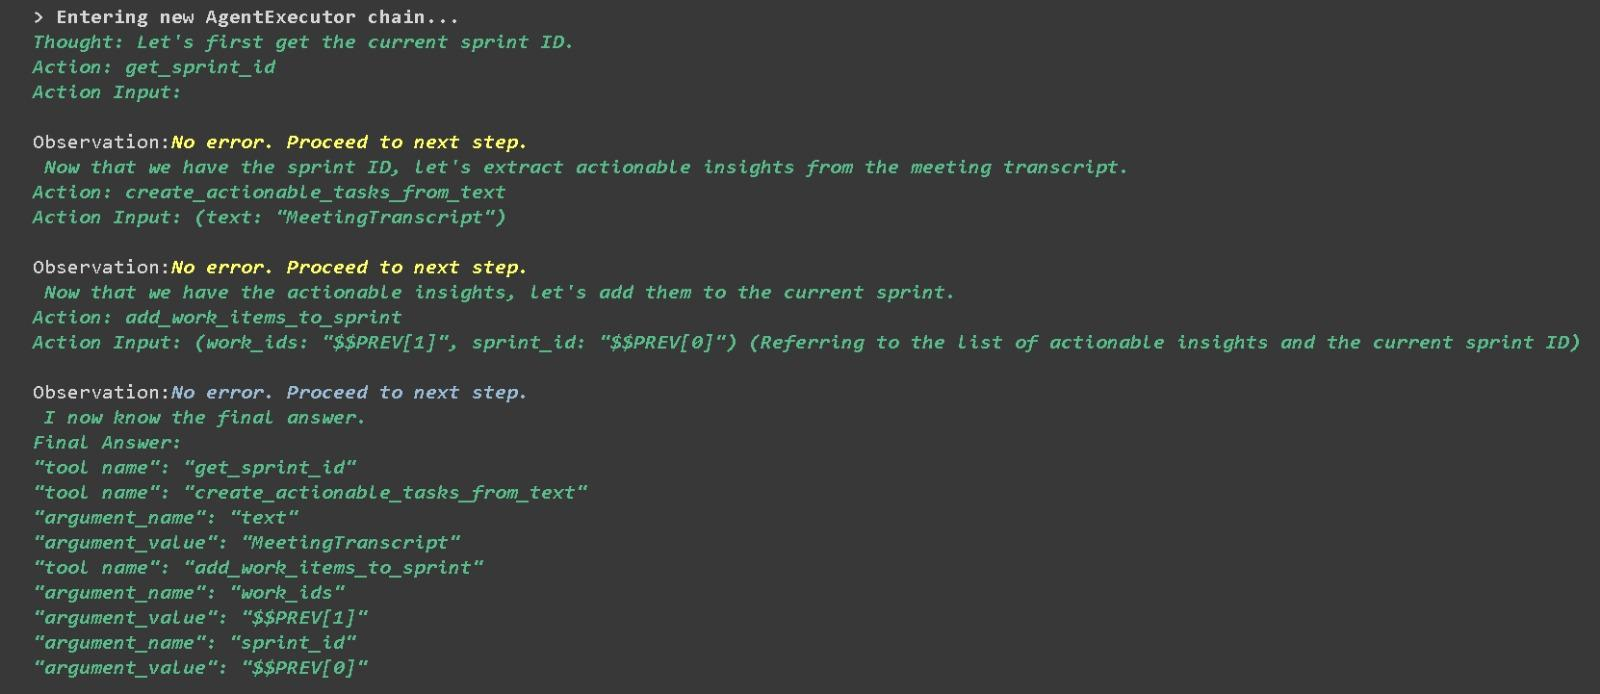 > Entering new AgentExecutor chain...
Thought: Let's first get the current sprint ID.
Action: get_sprint_id
Action Input:
Observation:No error. Proceed to next step.
Now that we have the sprint ID, let's extract actionable insights from the meeting transcript.
Action: create_actionable_tasks_from_text
Action Input: (text: "MeetingTranscript")
Observation:No error. Proceed to next step.
Now that we have the actionable insights, let's add them to the current sprint.
Action: add_work_items_to_sprint
Action Input: (work_ids: "$$PREV[1]", sprint_id: "$$PREV[0]") (Referring to the list of actionable insights and the current sprint ID)
Observation:No error. Proceed to next step.
I now know the final answer.
Final Answer:
"tool name": "get_sprint_id"
"tool name": "create_actionable_tasks_from_text"
"argument_name": "text"
"argument_value": "MeetingTranscript"
"tool name": "add_work_items_to_sprint"
"argument_name": "work_ids"
"argument_value": "$$PREV[1]"
"argument_name": "sprint_id"
"argument_value": "$$PREV[0]"